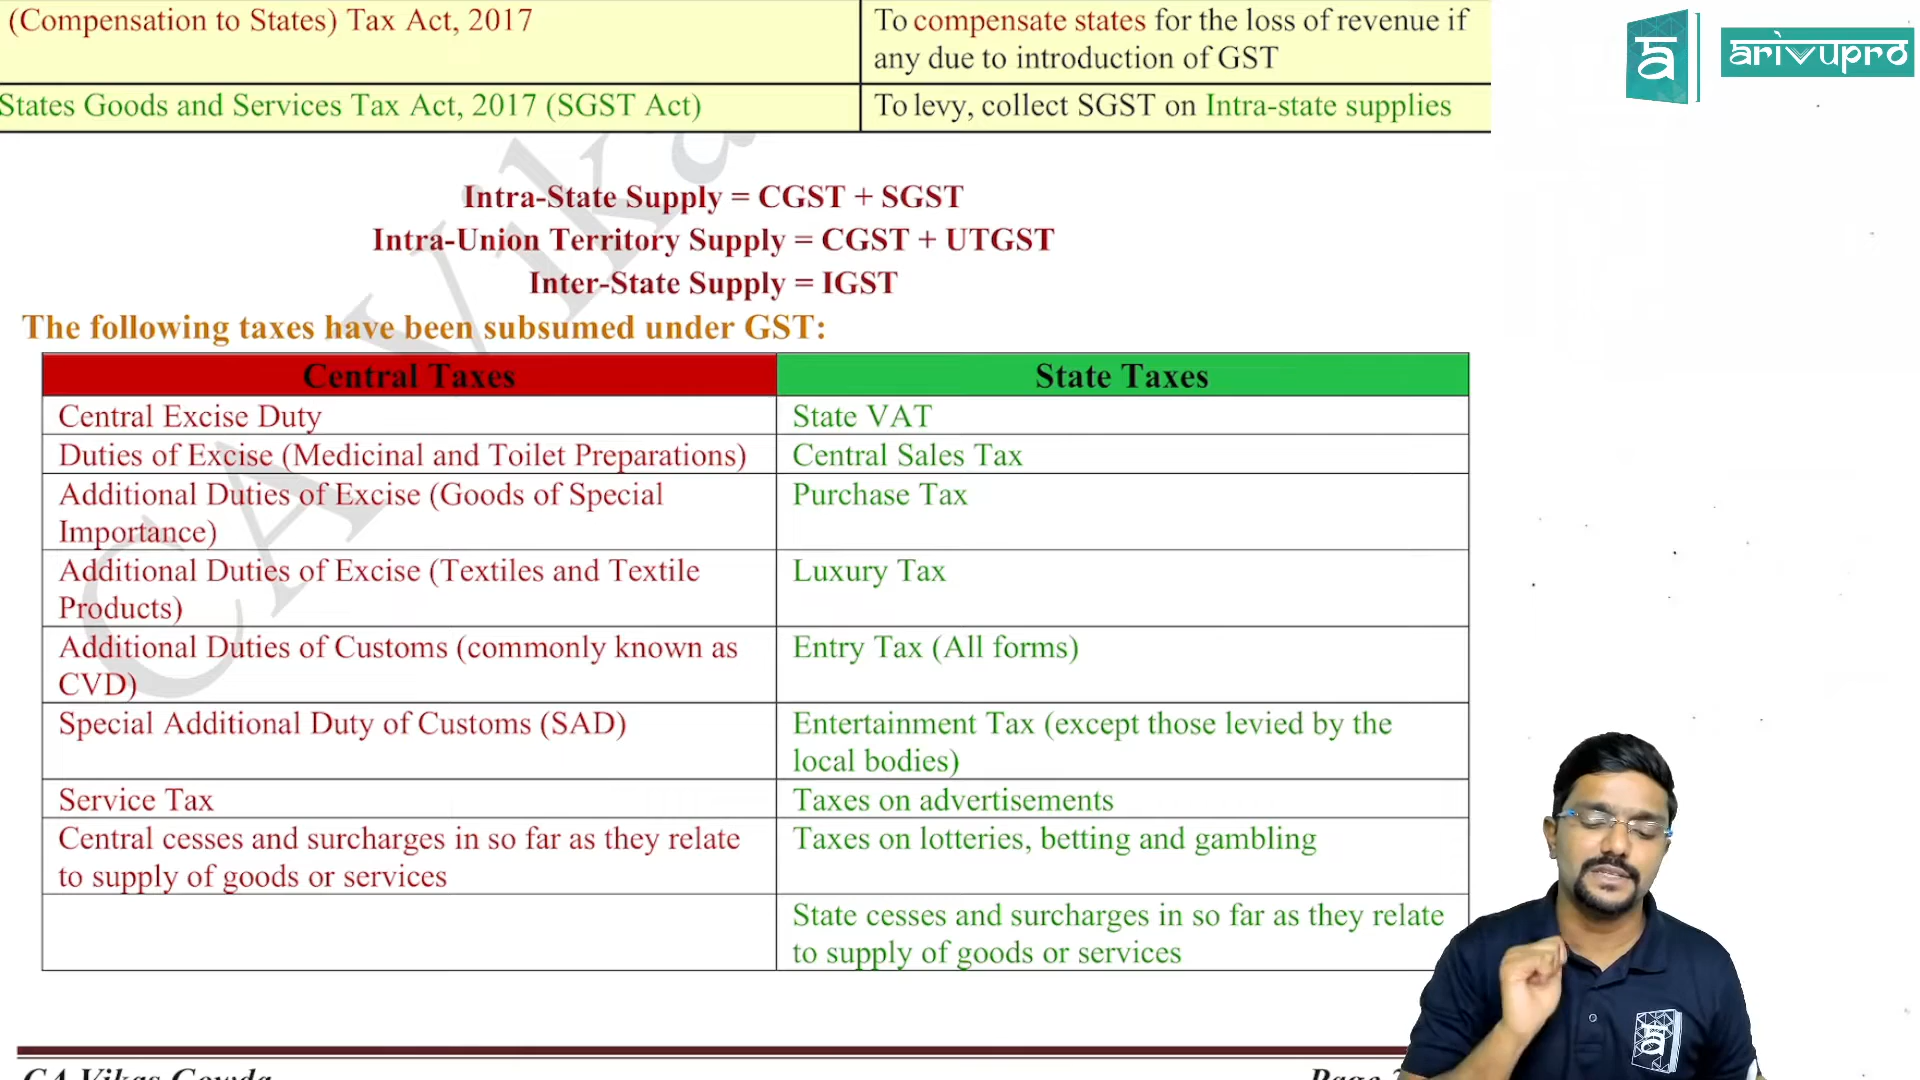 (Compensation to States) Tax Act, 2017
To compensate states for the loss of revenue if
any due to introduction of GST
States Goods and Services Tax Act, 2017 (SGST Act)
To levy, collect SGST on Intra-state supplies
ā
arivupro
Intra-State Supply = CGST + SGST
Intra-Union Territory Supply = CGST + UTGST
Inter-State Supply = IGST
The following taxes have been subsumed under GST:
Central Taxes
State Taxes
Central Excise Duty
State VAT
Duties of Excise (Medicinal and Toilet Preparations)
Central Sales Tax
Additional Duties of Excise (Goods of Special
Importance)
Purchase Tax
Additional Duties of Excise (Textiles and Textile
Products)
Luxury Tax
Additional Duties of Customs (commonly known as
CVD)
Entry Tax (All forms)
Special Additional Duty of Customs (SAD)
Entertainment Tax (except those levied by the
local bodies)
Service Tax
Taxes on advertisements
Central cesses and surcharges in so far as they relate
to supply of goods or services
Taxes on lotteries, betting and gambling
State cesses and surcharges in so far as they relate
to supply of goods or services
CA Vikas
CA Vikas Gowda
Page
ā